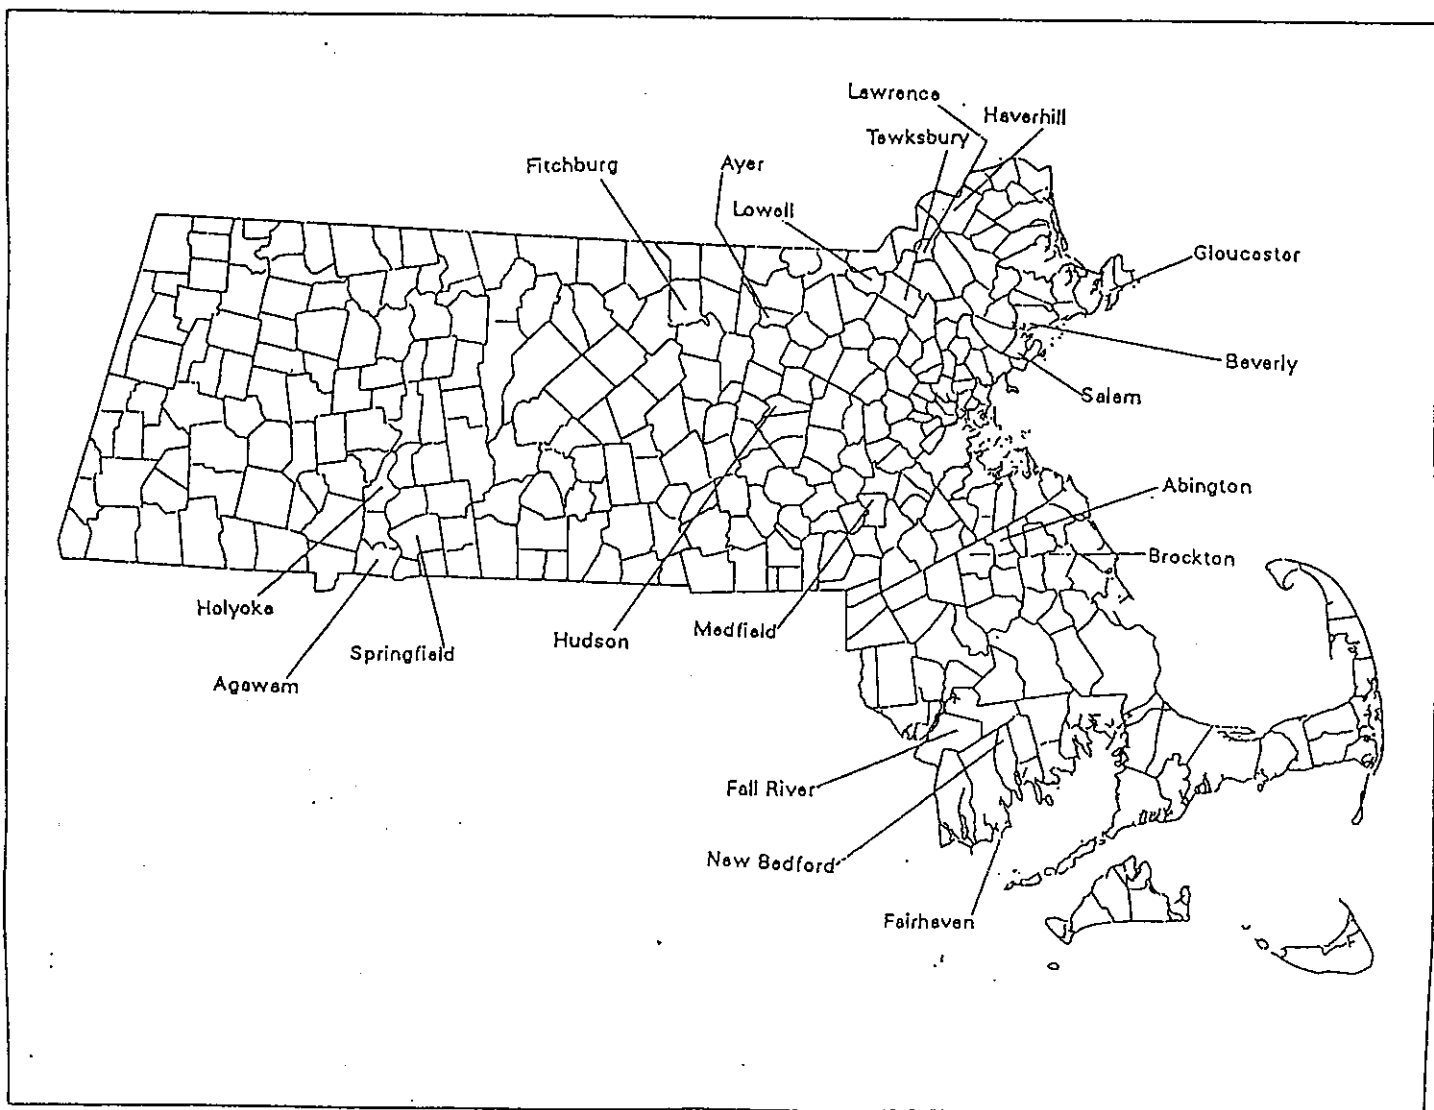 Lawrence
Haverhill
Tewksbury
Fitchburg
Ayer
Lowell
Gloucester
Beverly
Salem
Abington
Brockton
Holyoke
Hudson
Medfield
Springfield
Agawam
Fall River
New Bedford
Fairhaven